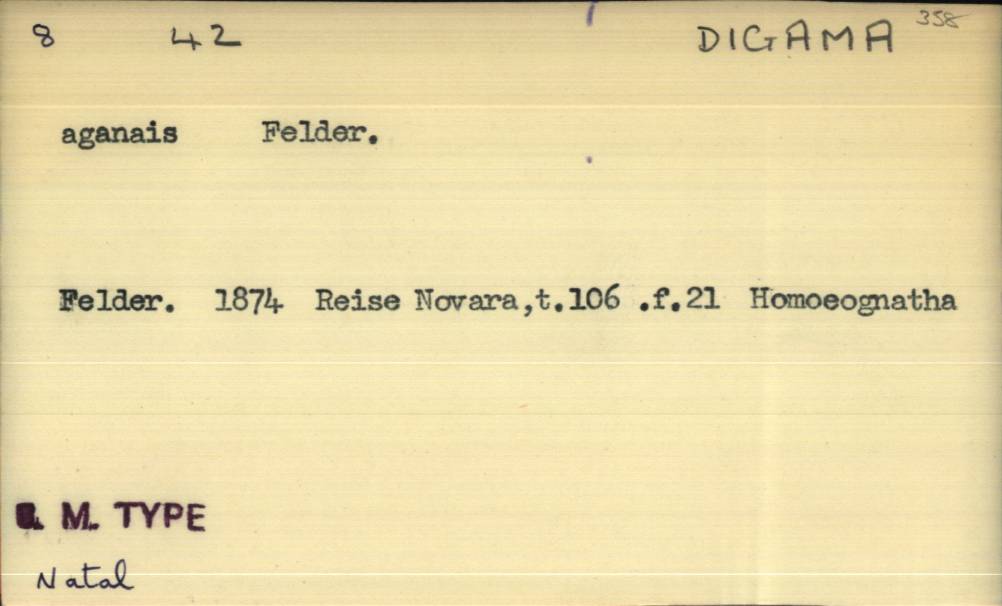 8 42 DIGAMA 358
aganais Felder.
Felder. 1874 Reise Novara,t.106 .f.21 Homoeognatha
B. M. TYPE
Natal